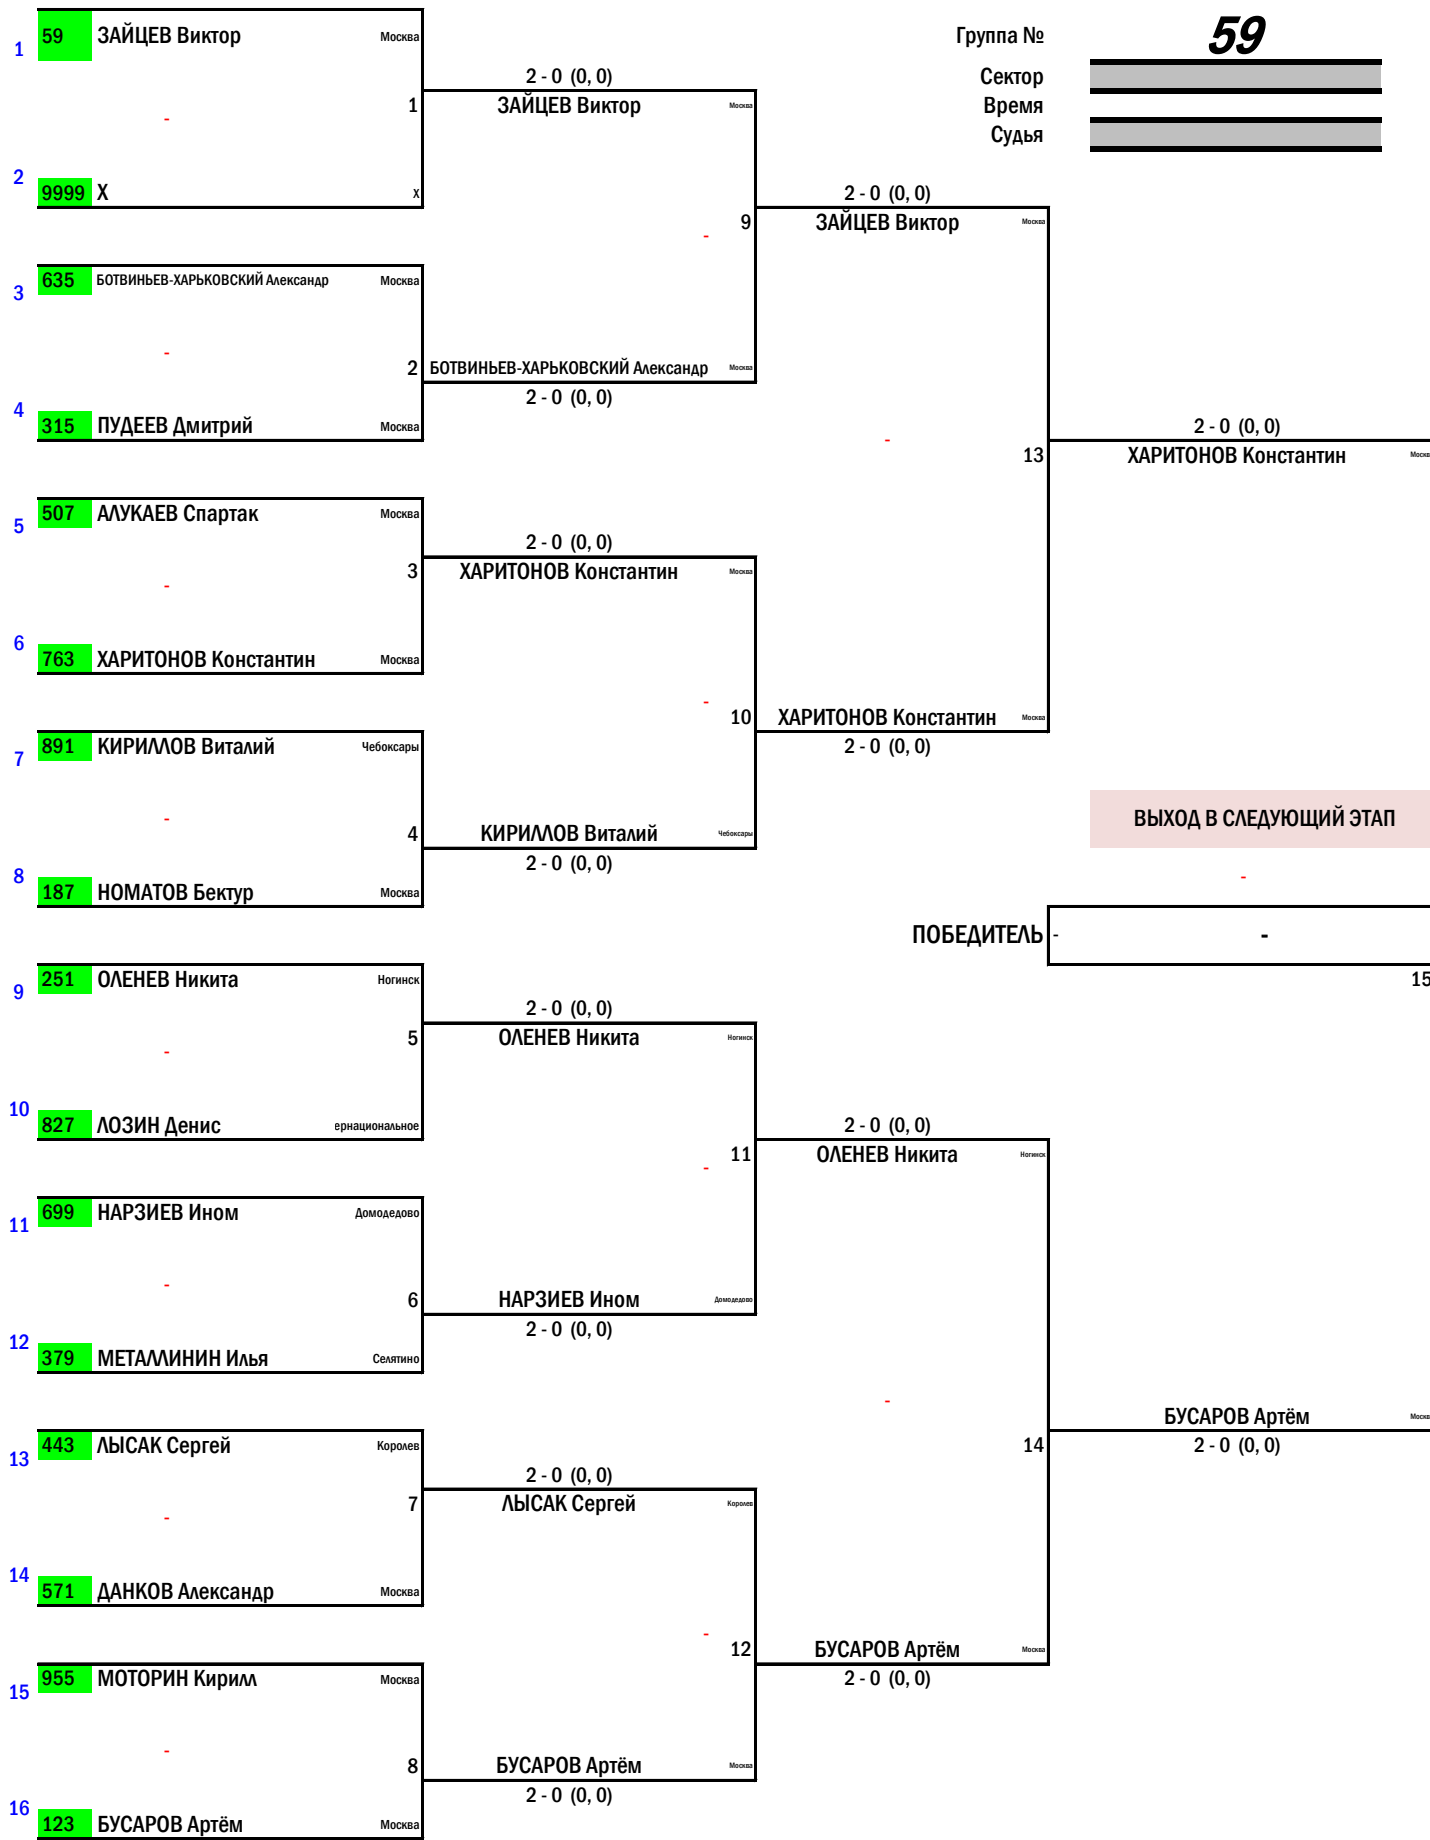 59 ЗАЙЦЕВ Виктор Москва
Группа № 59
1
2 - 0 (0, 0)
Сектор
1 ЗАЙЦЕВ Виктор Москва
Время
-
Судья
2
9999 X X
2 - 0 (0, 0)
9 ЗАЙЦЕВ Виктор Москва
-
635 БОТВИНЬЕВ-ХАРЬКОВСКИЙ Александр Москва
3
-
2 БОТВИНЬЕВ-ХАРЬКОВСКИЙ Александр Москва
2 - 0 (0, 0)
4
315 ПУДЕЕВ Дмитрий Москва
2 - 0 (0, 0)
-
13 ХАРИТОНОВ Константин Москв
507 АЛУКАЕВ Спартак Москва
5
2 - 0 (0, 0)
3 ХАРИТОНОВ Константин Москва
-
6
763 ХАРИТОНОВ Константин Москва
-
10 ХАРИТОНОВ Константин Москва
891 КИРИЛЛОВ Виталий Чебоксары
2 - 0 (0, 0)
7
-
ВЫХОД В СЛЕДУЮЩИЙ ЭТАП
4 КИРИЛЛОВ Виталий Чебоксары
2 - 0 (0, 0)
8
-
187 НОМАТОВ Бектур Москва
ПОБЕДИТЕЛЬ - -
251 ОЛЕНЕВ Никита Ногинск
15
9
2 - 0 (0, 0)
5 ОЛЕНЕВ Никита Ногинск
-
10
827 ЛОЗИН Денис ернациональное
2 - 0 (0, 0)
11 ОЛЕНЕВ Никита Ногинск
-
699 НАРЗИЕВ Ином Домодедово
11
-
6 НАРЗИЕВ Ином Домодедово
2 - 0 (0, 0)
12
379 МЕТАЛЛИНИН Илья Селятино
-
БУСАРОВ Артём Москв
443 ЛЫСАК Сергей Королев
14 2 - 0 (0, 0)
13
2 - 0 (0, 0)
7 ЛЫСАК Сергей Королев
-
14
571 ДАНКОВ Александр Москва
-
12 БУСАРОВ Артём Москва
955 МОТОРИН Кирилл Москва
2 - 0 (0, 0)
15
-
8 БУСАРОВ Артём Москва
2 - 0 (0, 0)
16
123 БУСАРОВ Артём Москва